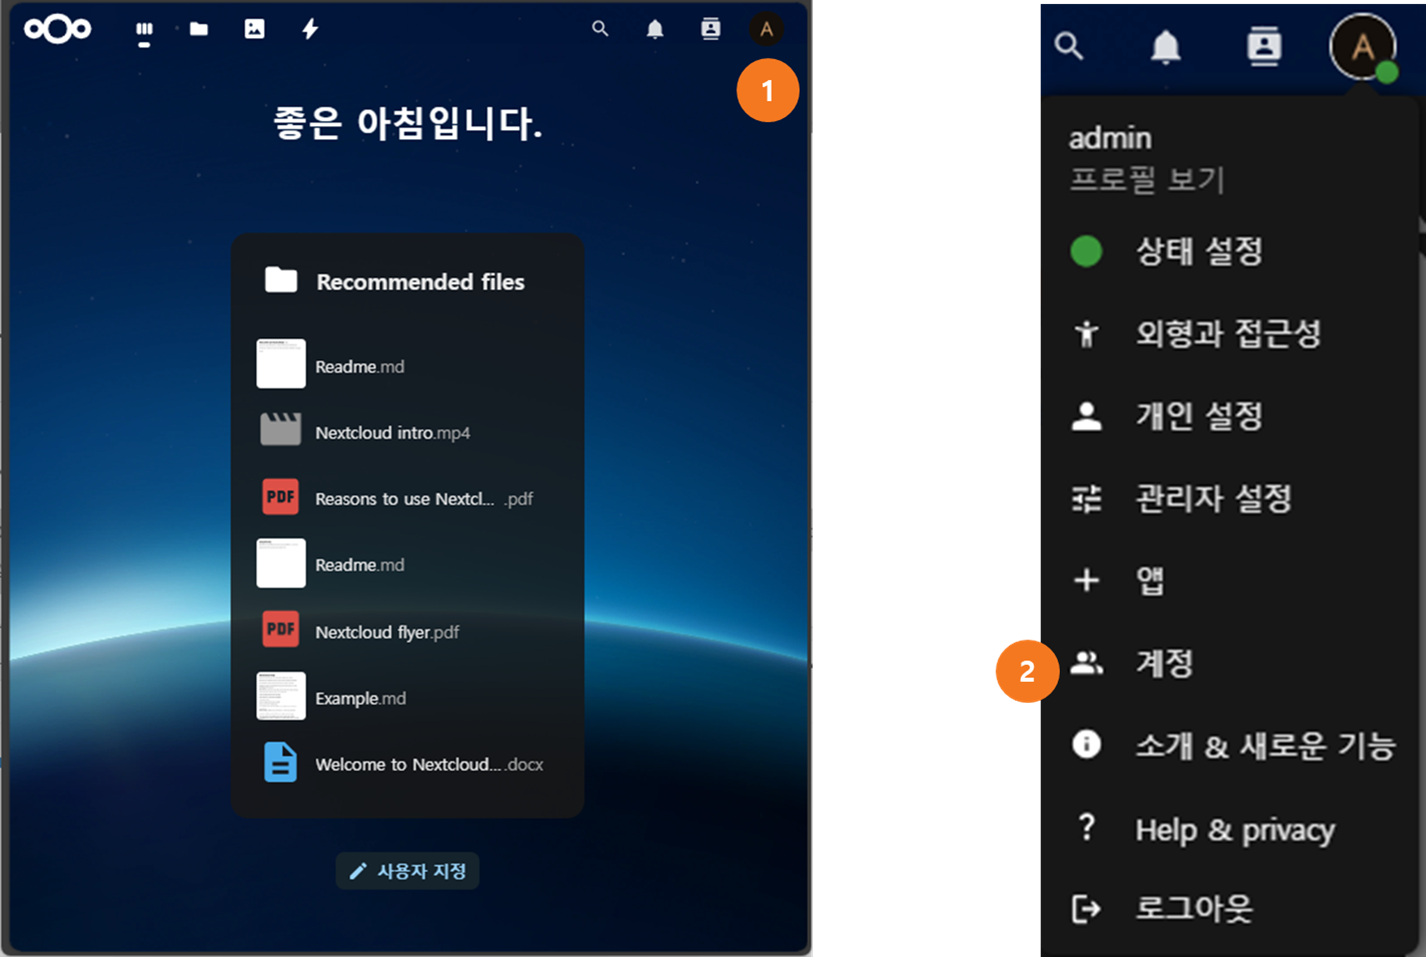 A
1
좋은 아침입니다.
Recommended files
Readme.md
Nextcloud intro.mp4
PDF
Reasons to use Nextcl... .pdf
Readme.md
PDF
Nextcloud flyer.pdf
Example.md
Welcome to Nextcloud....docx
사용자 지정
A
admin
프로필 보기
상태 설정
외형과 접근성
개인 설정
관리자 설정
앱
2
계정
소개 & 새로운 기능
Help & privacy
로그아웃